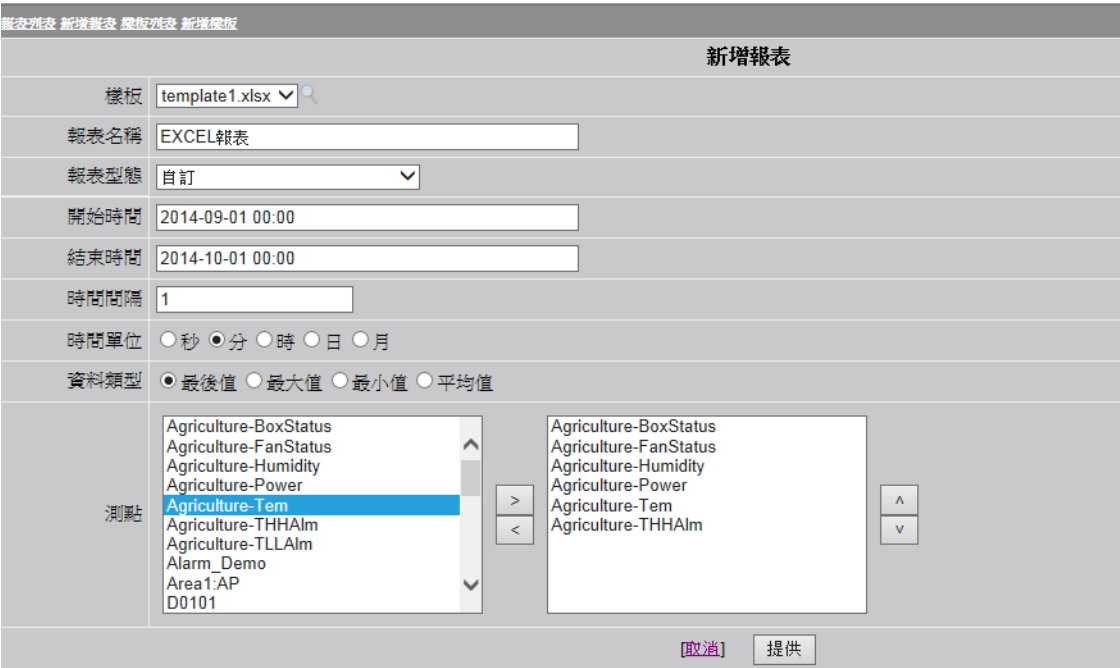 報表列表 新增報表 樣板列表 新增樣板
新增報表
樣板 template1.xlsx
報表名稱 EXCEL報表
報表型態 自訂
開始時間 2014-09-01 00:00
結束時間 2014-10-01 00:00
時間間隔 1
時間單位 秒 分 時 日 月
資料類型 最後值 最大值 最小值 平均值
測點
Agriculture-BoxStatus
Agriculture-FanStatus
Agriculture-Humidity
Agriculture-Power
Agriculture-Tem
Agriculture-THHAlm
Agriculture-TLLAlm
Alarm_Demo
Area1:AP
D0101
>
<
Agriculture-BoxStatus
Agriculture-FanStatus
Agriculture-Humidity
Agriculture-Power
Agriculture-Tem
Agriculture-THHAlm
˄
˅
[取消] 提供